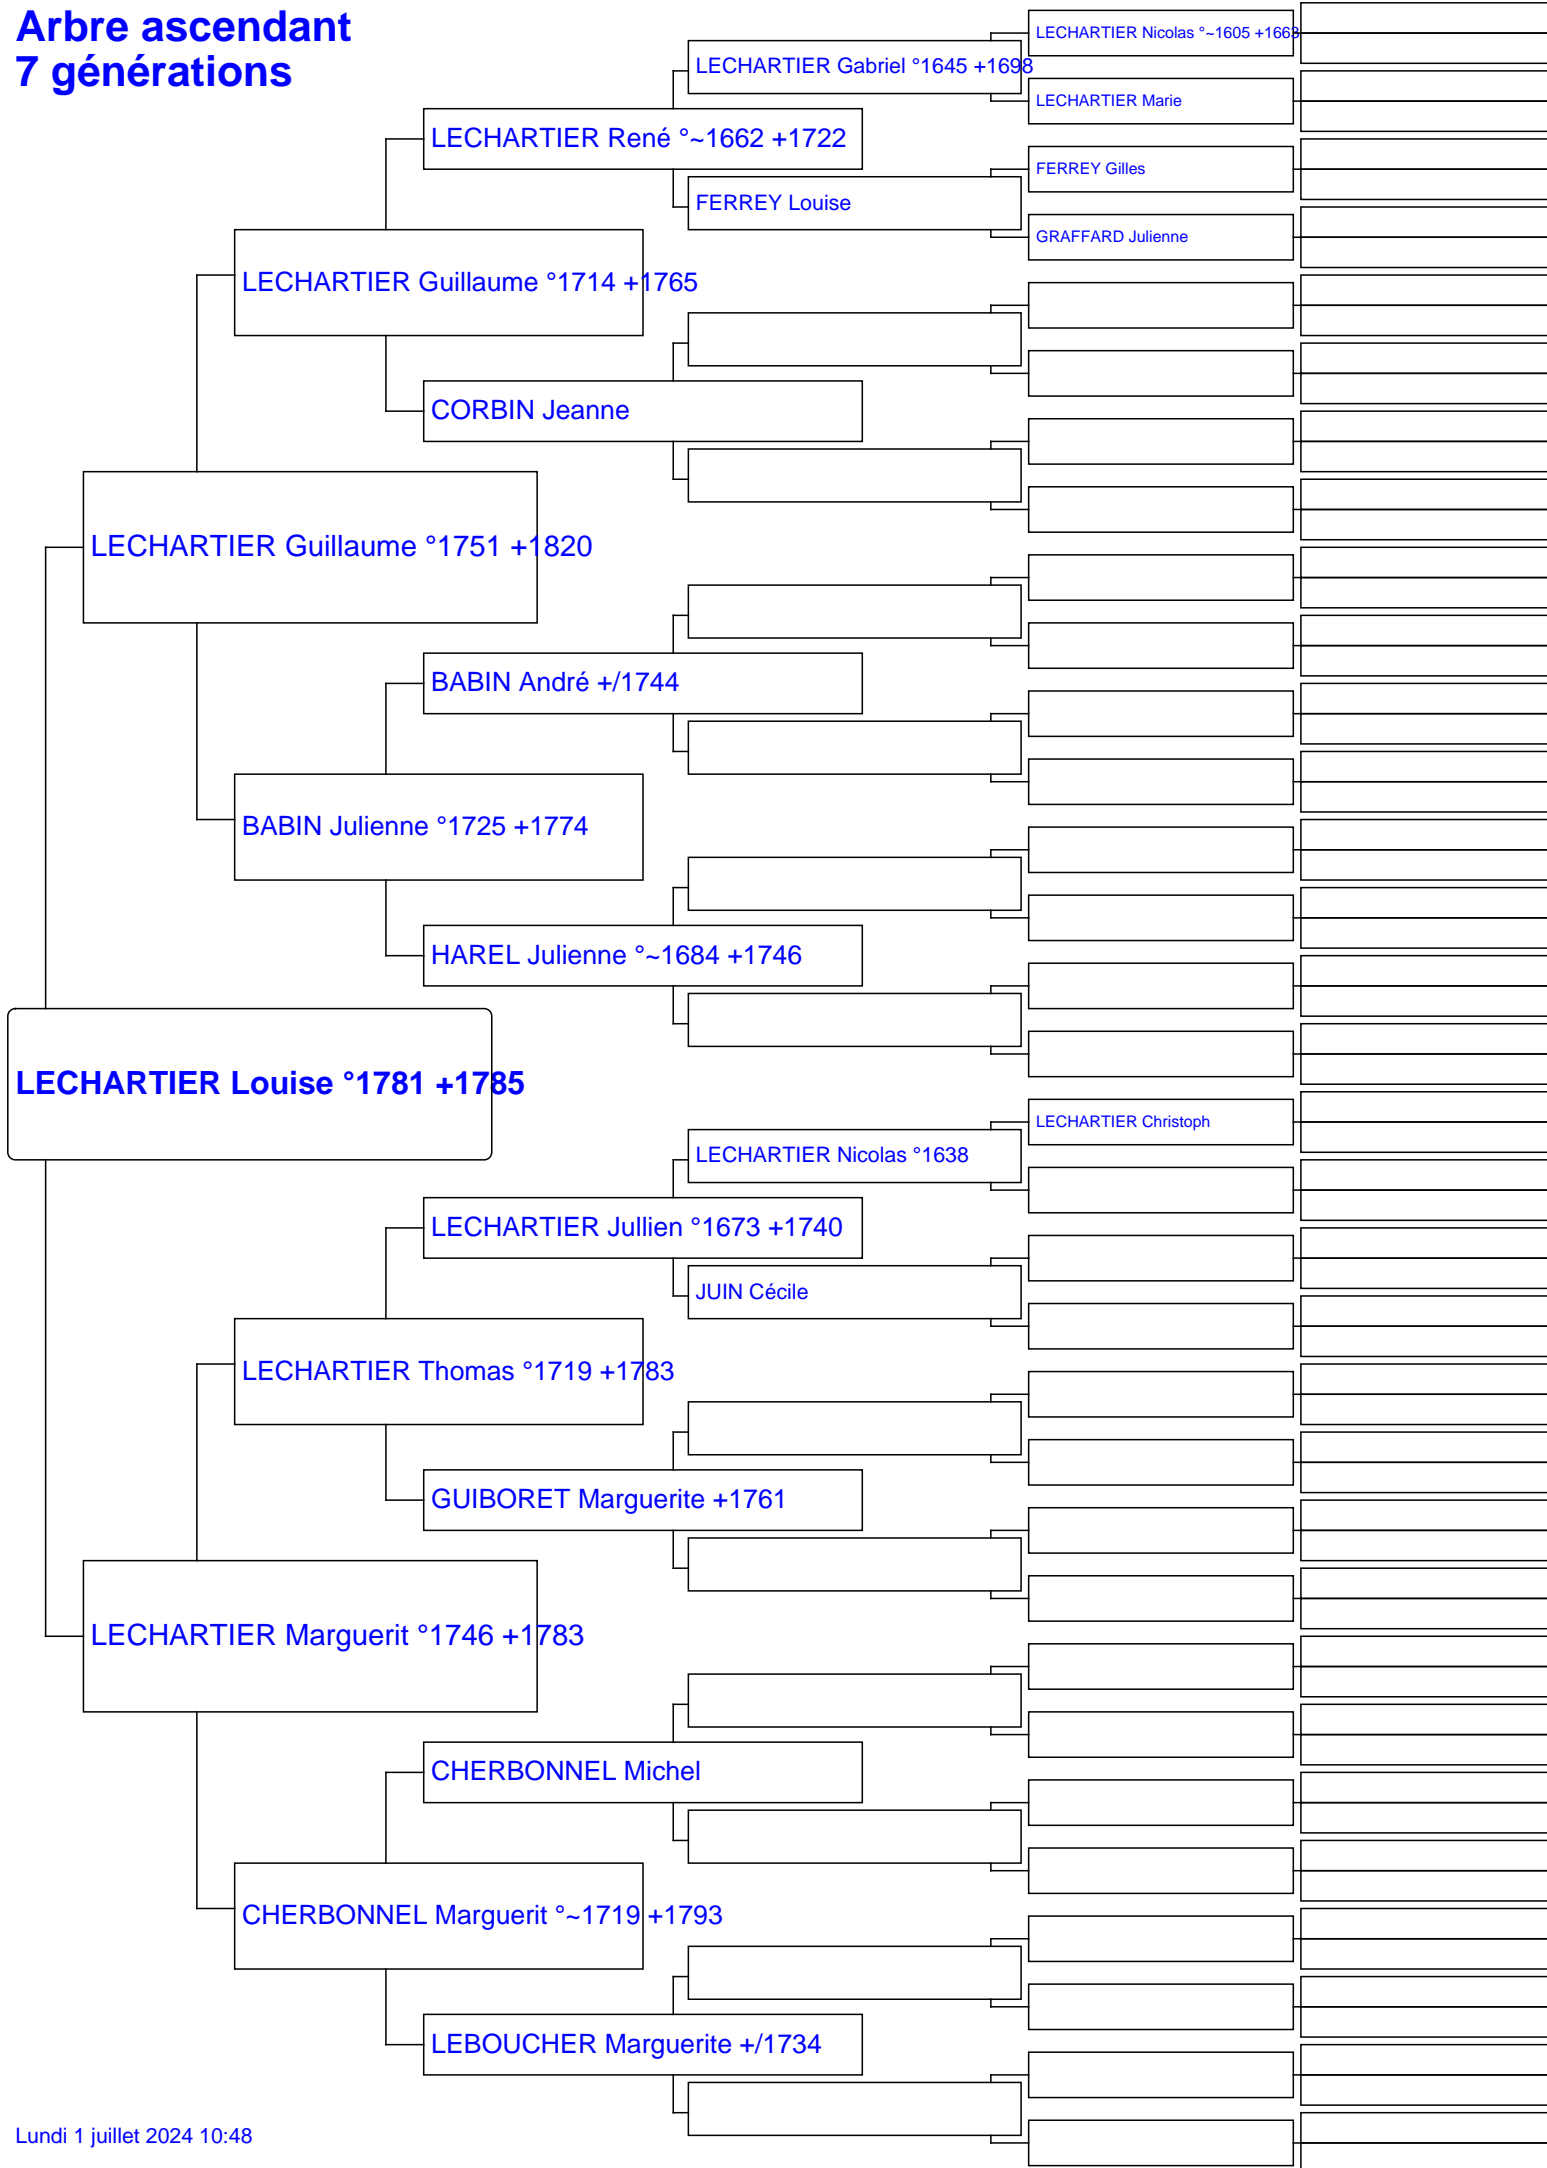 Arbre ascendant
7 générations
LECHARTIER Nicolas °~1605 +1663
LECHARTIER Gabriel °1645 +1698
LECHARTIER Marie
LECHARTIER René °~1662 +1722
FERREY Gilles
FERREY Louise
GRAFFARD Julienne
LECHARTIER Guillaume °1714 +1765
CORBIN Jeanne
LECHARTIER Guillaume °1751 +1820
BABIN André +/1744
BABIN Julienne °1725 +1774
HAREL Julienne °~1684 +1746
LECHARTIER Louise °1781 +1785
LECHARTIER Christoph
LECHARTIER Nicolas °1638
LECHARTIER Jullien °1673 +1740
JUIN Cécile
LECHARTIER Thomas °1719 +1783
GUIBORET Marguerite +1761
LECHARTIER Marguerit °1746 +1783
CHERBONNEL Michel
CHERBONNEL Marguerit °~1719 +1793
LEBOUCHER Marguerite +/1734
Lundi 1 juillet 2024 10:48